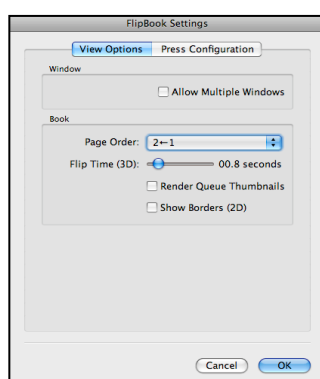 FlipBook Settings
View Options Press Configuration
Window
Allow Multiple Windows
Book
Page Order: 2←1
Flip Time (3D): 00.8 seconds
Render Queue Thumbnails
Show Borders (2D)
Cancel OK